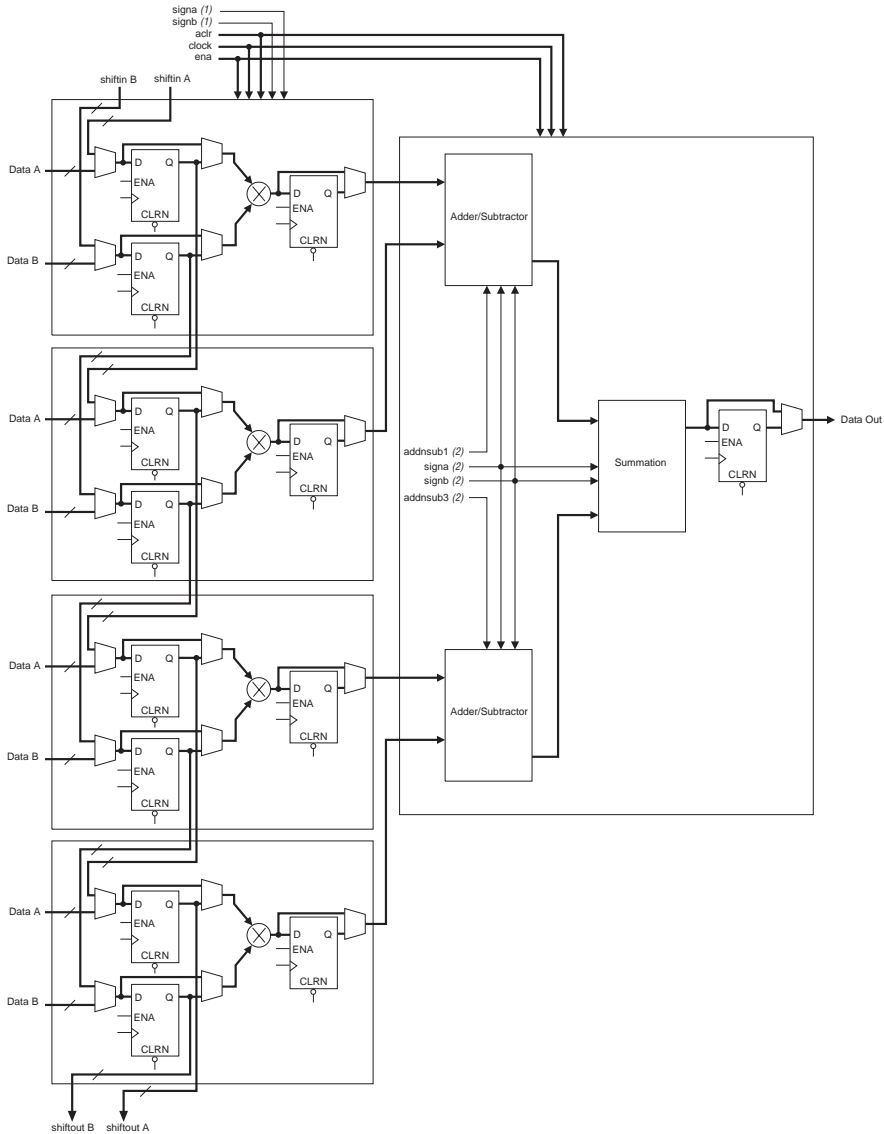 signa (1)
signb (1)
aclr
clock
ena
shiftin B
shiftin A
Data A
D Q
ENA
CLRN
D Q
ENA
CLRN
Data B
D Q
ENA
CLRN
Adder/Subtractor
Data A
D Q
ENA
CLRN
D Q
ENA
CLRN
Data B
D Q
ENA
CLRN
addnsub1 (2)
signa (2)
signb (2)
addnsub3 (2)
Summation
D Q
ENA
CLRN
Data Out
Data A
D Q
ENA
CLRN
D Q
ENA
CLRN
Data B
D Q
ENA
CLRN
Adder/Subtractor
Data A
D Q
ENA
CLRN
D Q
ENA
CLRN
Data B
D Q
ENA
CLRN
shiftout B
shiftout A